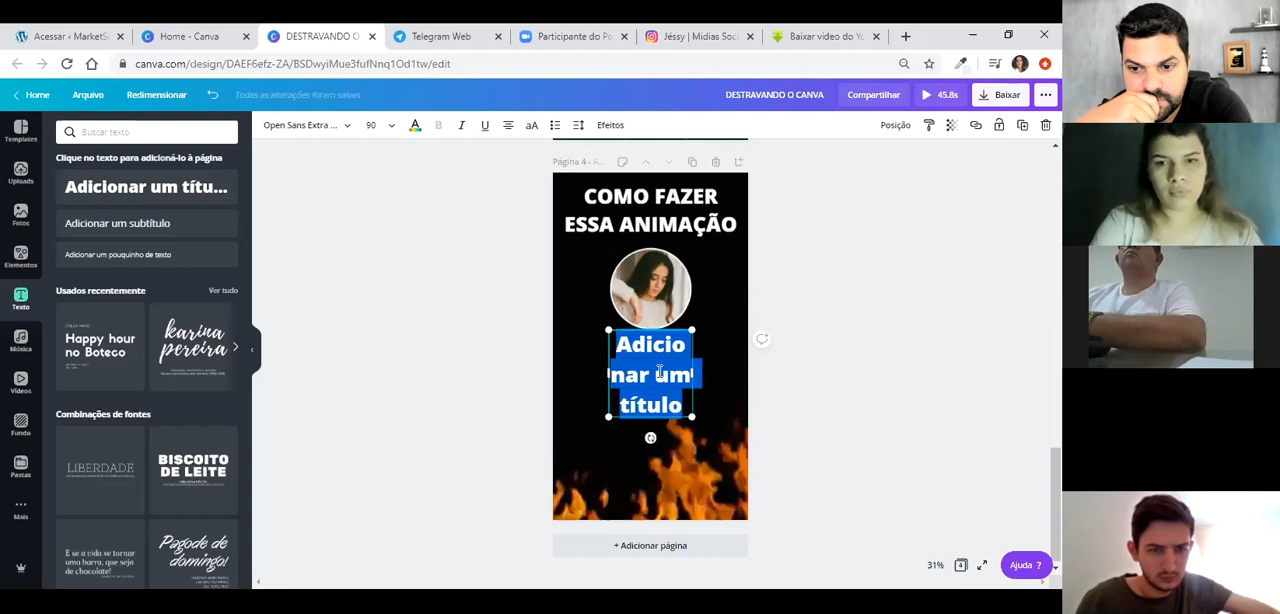 Acessar ‹ MarketS
Home - Canva
DESTRAVANDO O
Telegram Web
Participante do Po
Jéssy | Midias Soc
Baixar video do Yo
canva.com/design/DAEF6efz-ZA/BSDwyiMue3fufNnq1Od1tw/edit
Home
Arquivo
Redimensionar
Todas as alterações foram salvas
DESTRAVANDO O CANVA
Compartilhar
45.8s
Baixar
Templates
Uploads
Fotos
Elementos
Texto
Música
Vídeos
Fundo
Pastas
Mais
Buscar texto
Clique no texto para adicioná-lo à página
Adicionar um títu...
Adicionar um subtítulo
Adicionar um pouquinho de texto
Usados recentemente
Ver tudo
Happy hour
no Boteco
karina
pereira
Combinações de fontes
LIBERDADE
BISCOITO
DE LEITE
E se a vida se tornar
uma barra, que seja
de chocolate!
Pagode de
domingo!
Open Sans Extra ...
90
A
B
I
U
aA
Efeitos
Posição
Página 4 - A...
COMO FAZER
ESSA ANIMAÇÃO
Adicio
nar um
título
+ Adicionar página
31%
4
Ajuda ?